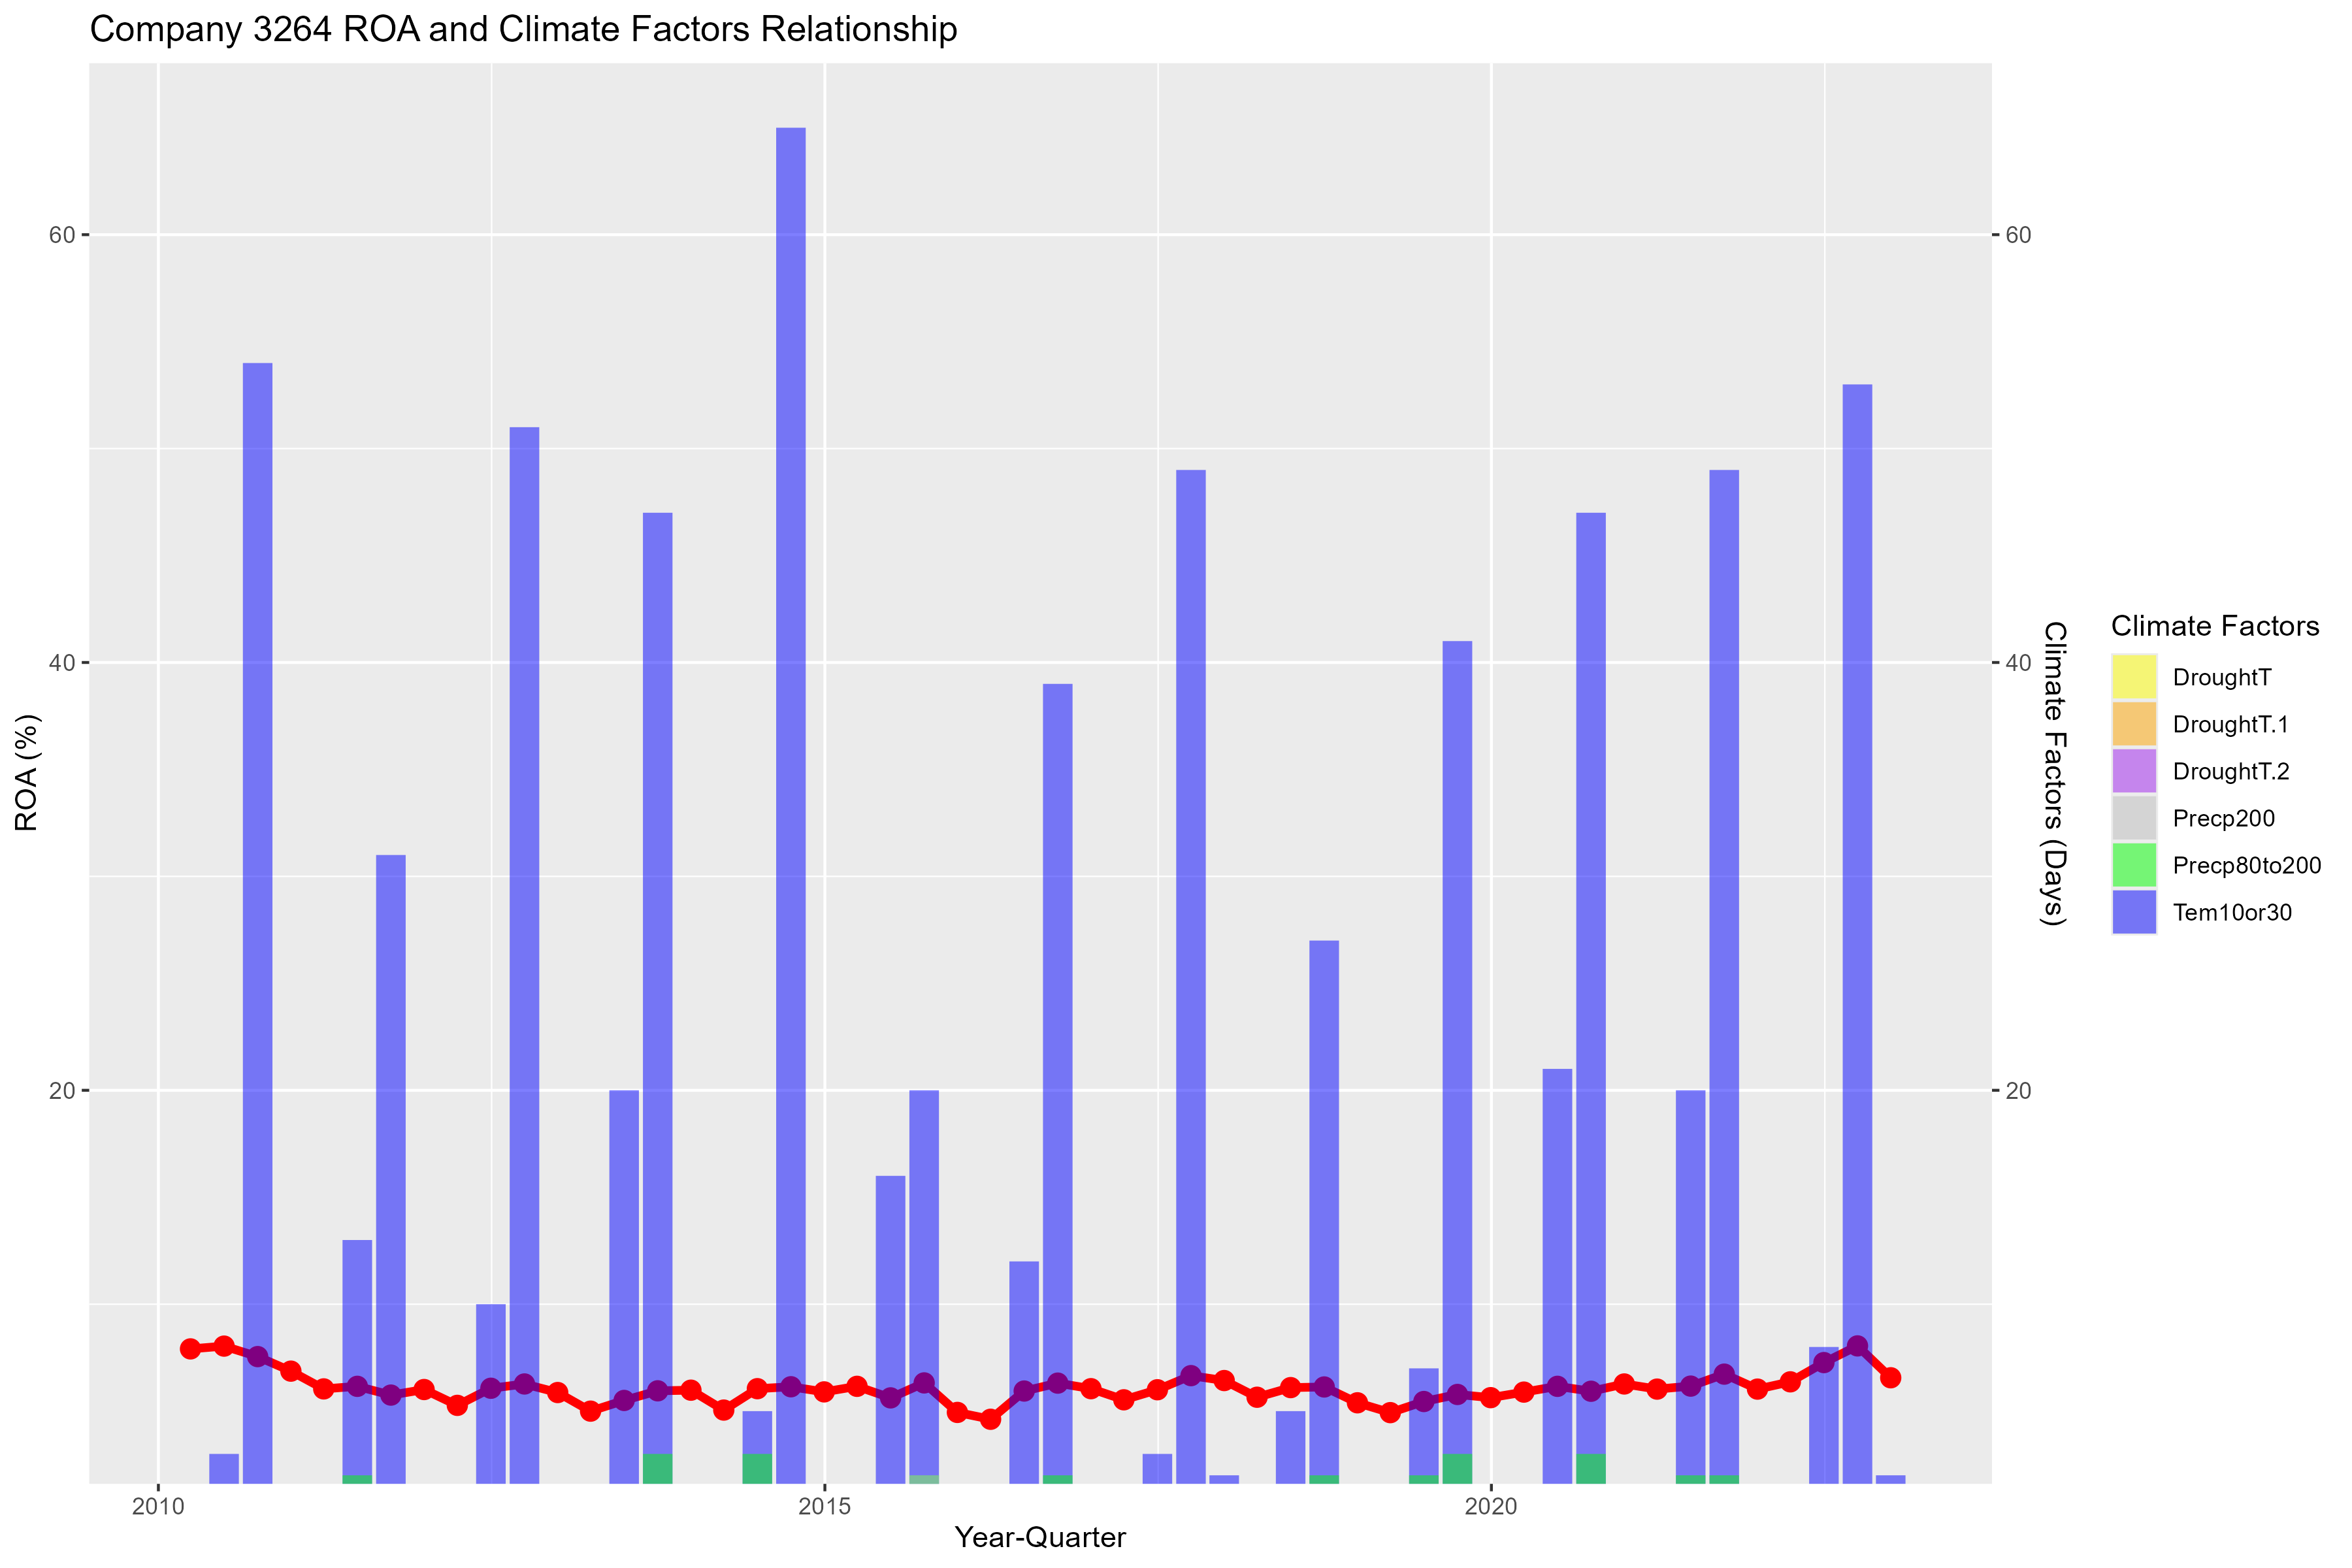 Company 3264 ROA and Climate Factors Relationship
60
40
20
ROA (%)
60
40
20
Climate Factors (Days)
2010
2015
2020
Year-Quarter
Climate Factors
DroughtT
DroughtT.1
DroughtT.2
Precp200
Precp80to200
Tem10or30